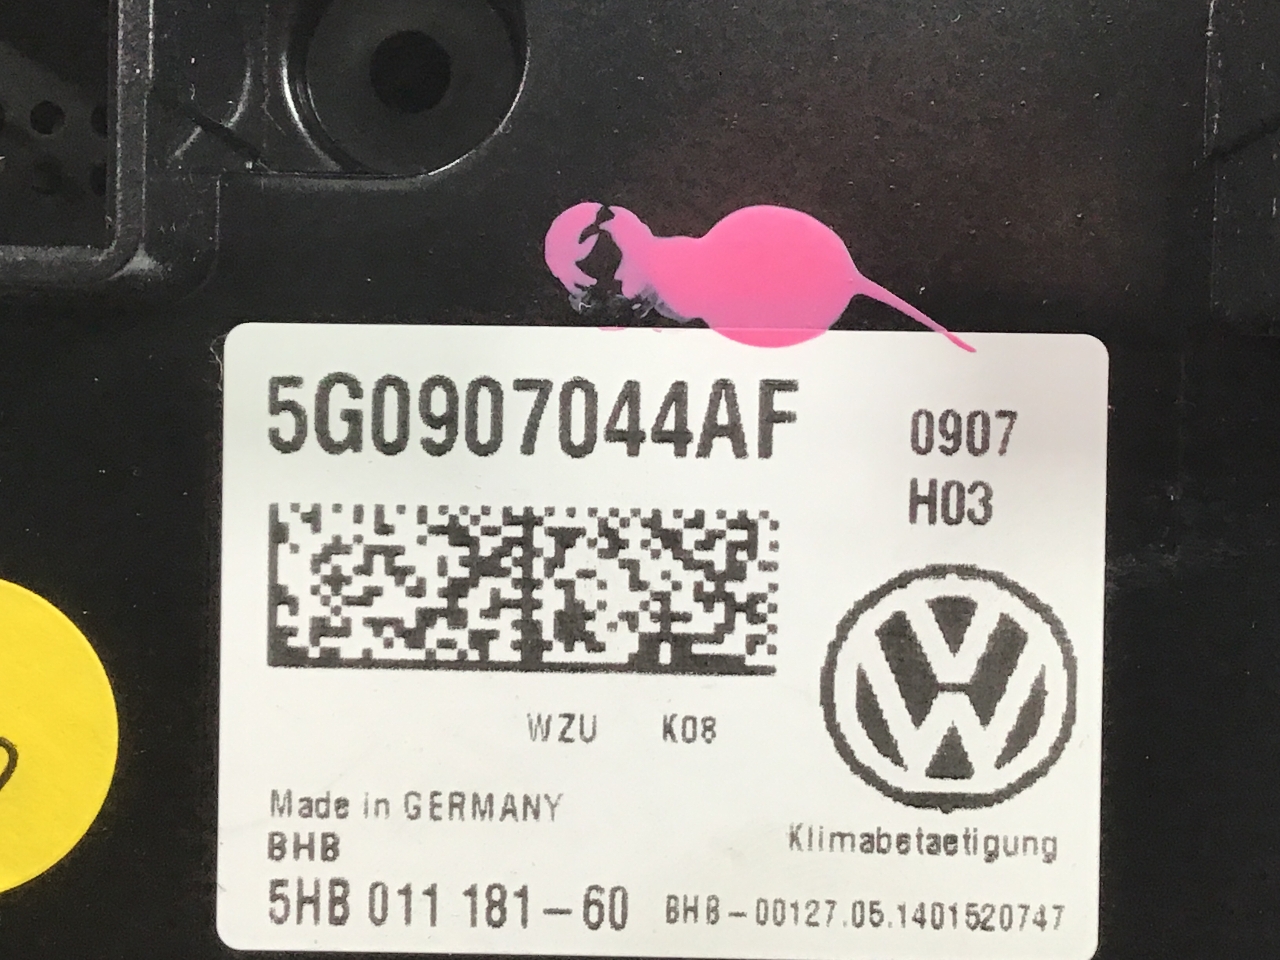 5G0907044AF
0907
H03
WZU K08
Made in GERMANY
BHB
Klimabetaetigung
5HB 011 181-60
BHB-00127.05.1401520747